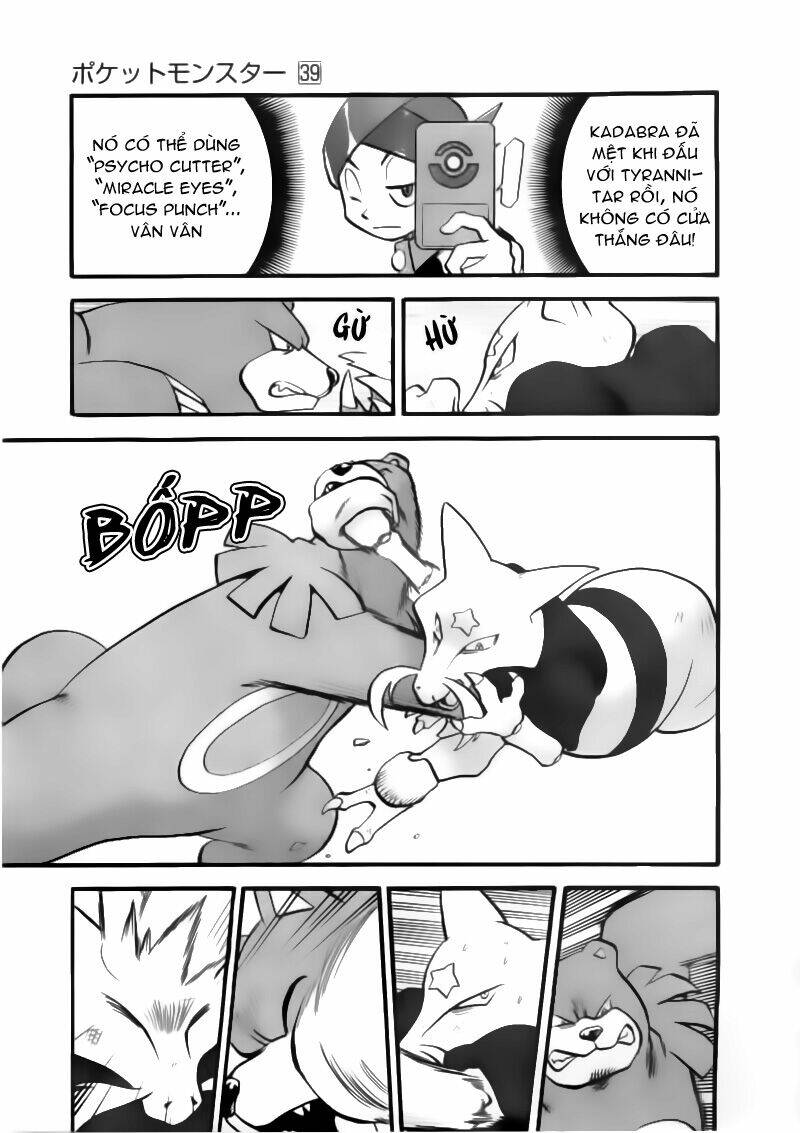 ポケットモンスター 39
KADABRA ĐÃ
MỆT KHI ĐẤU
VỚI TYRANNI-
TAR RỒI, NÓ
KHÔNG CÓ CỬA
THẮNG ĐÂU!
NÓ CÓ THỂ DÙNG
"PSYCHO CUTTER",
"MIRACLE EYES",
"FOCUS PUNCH"...
VÂN VÂN
HỪ
GỪ
BỐPP